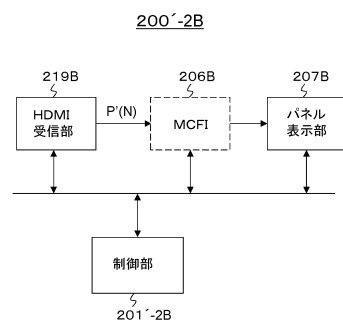 200´-2B
219B
206B
207B
HDMI
受信部
P'(N)
MCFI
パネル
表示部
制御部
201´-2B